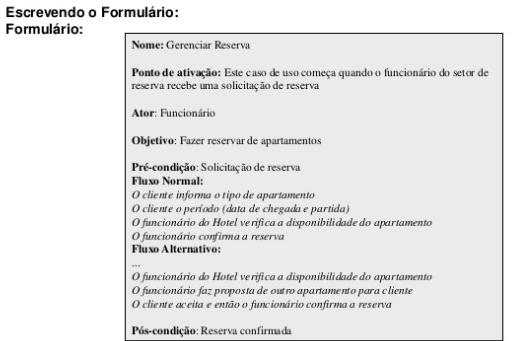 Escrevendo o Formulário:
Formulário:
Nome: Gerenciar Reserva
Ponto de ativação: Este caso de uso começa quando o funcionário do setor de
reserva recebe uma solicitação de reserva
Ator: Funcionário
Objetivo: Fazer reservar de apartamentos
Pré-condição: Solicitação de reserva
Fluxo Normal:
O cliente informa o tipo de apartamento
O cliente o período (data de chegada e partida)
O funcionário do Hotel verifica a disponibilidade do apartamento
O funcionário confirma a reserva
Fluxo Alternativo:
...
O funcionário do Hotel verifica a disponibilidade do apartamento
O funcionário faz proposta de outro apartamento para cliente
O cliente aceita e então o funcionário confirma a reserva
Pós-condição: Reserva confirmada